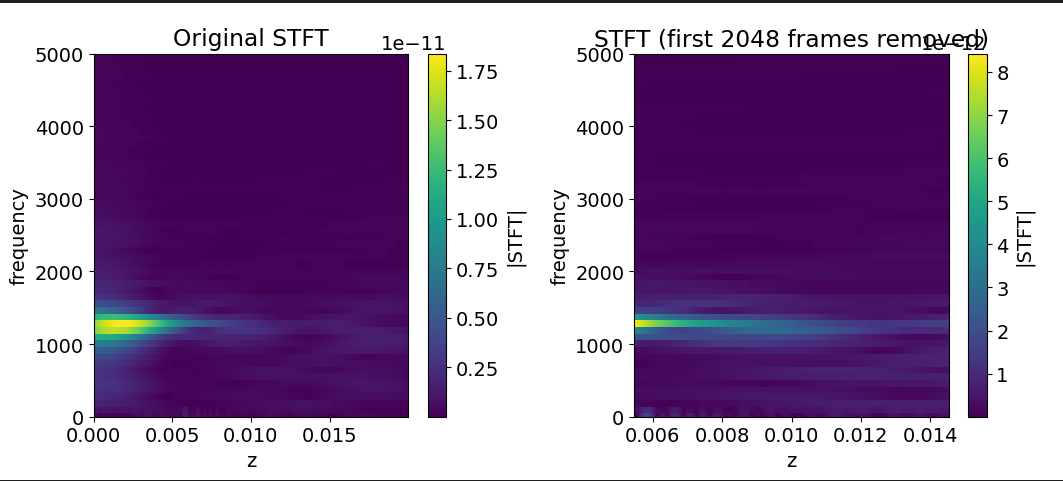 Original STFT
1e−11
5000
4000
3000
2000
1000
0
frequency
0.000 0.005 0.010 0.015
z
1.75
1.50
1.25
1.00
0.75
0.50
0.25
|STFT|
STFT (first 2048 frames removed)
1e−12
5000
4000
3000
2000
1000
0
frequency
0.006 0.008 0.010 0.012 0.014
z
8
7
6
5
4
3
2
1
|STFT|